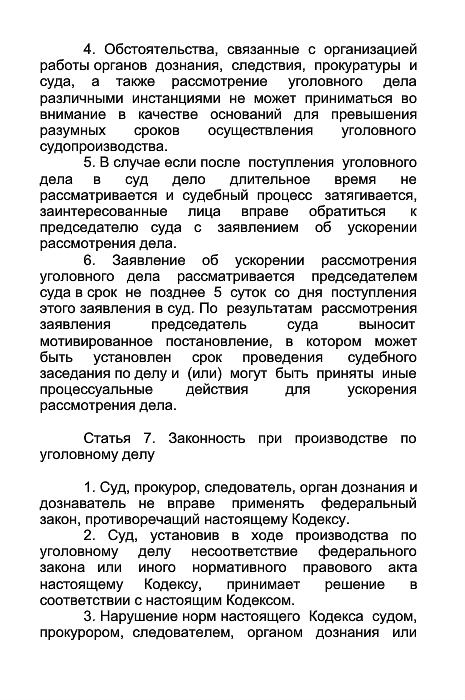 4. Обстоятельства, связанные с организацией
работы органов дознания, следствия, прокуратуры и
суда, а также рассмотрение уголовного дела
различными инстанциями не может приниматься во
внимание в качестве оснований для превышения
разумных сроков осуществления уголовного
судопроизводства.
5. В случае если после поступления уголовного
дела в суд дело длительное время не
рассматривается и судебный процесс затягивается,
заинтересованные лица вправе обратиться к
председателю суда с заявлением об ускорении
рассмотрения дела.
6. Заявление об ускорении рассмотрения
уголовного дела рассматривается председателем
суда в срок не позднее 5 суток со дня поступления
этого заявления в суд. По результатам рассмотрения
заявления председатель суда выносит
мотивированное постановление, в котором может
быть установлен срок проведения судебного
заседания по делу и (или) могут быть приняты иные
процессуальные действия для ускорения
рассмотрения дела.
Статья 7. Законность при производстве по
уголовному делу
1. Суд, прокурор, следователь, орган дознания и
дознаватель не вправе применять федеральный
закон, противоречащий настоящему Кодексу.
2. Суд, установив в ходе производства по
уголовному делу несоответствие федерального
закона или иного нормативного правового акта
настоящему Кодексу, принимает решение в
соответствии с настоящим Кодексом.
3. Нарушение норм настоящего Кодекса судом,
прокурором, следователем, органом дознания или